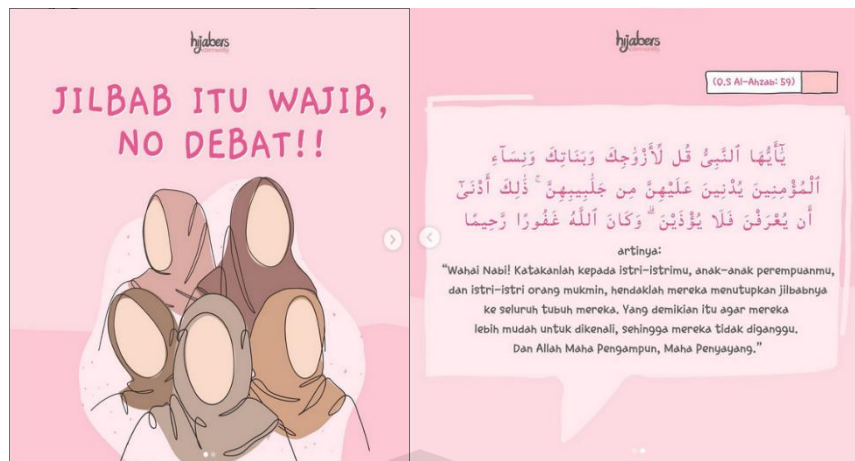 hijabers
community
JILBAB ITU WAJIB,
NO DEBAT!!
hijabers
community
(Q.S Al-Ahzab: 59)
يَٰٓأَيُّهَا ٱلنَّبِىُّ قُل لِّأَزْوَٰجِكَ وَبَنَاتِكَ وَنِسَآءِ
ٱلْمُؤْمِنِينَ يُدْنِينَ عَلَيْهِنَّ مِن جَلَٰبِيبِهِنَّ ۚ ذَٰلِكَ أَدْنَىٰٓ
أَن يُعْرَفْنَ فَلَا يُؤْذَيْنَ ۗ وَكَانَ ٱللَّهُ غَفُورًا رَّحِيمًا
artinya:
“Wahai Nabi! Katakanlah kepada istri-istrimu, anak-anak perempuanmu,
dan istri-istri orang mukmin, hendaklah mereka menutupkan jilbabnya
ke seluruh tubuh mereka. Yang demikian itu agar mereka
lebih mudah untuk dikenali, sehingga mereka tidak diganggu.
Dan Allah Maha Pengampun, Maha Penyayang.”